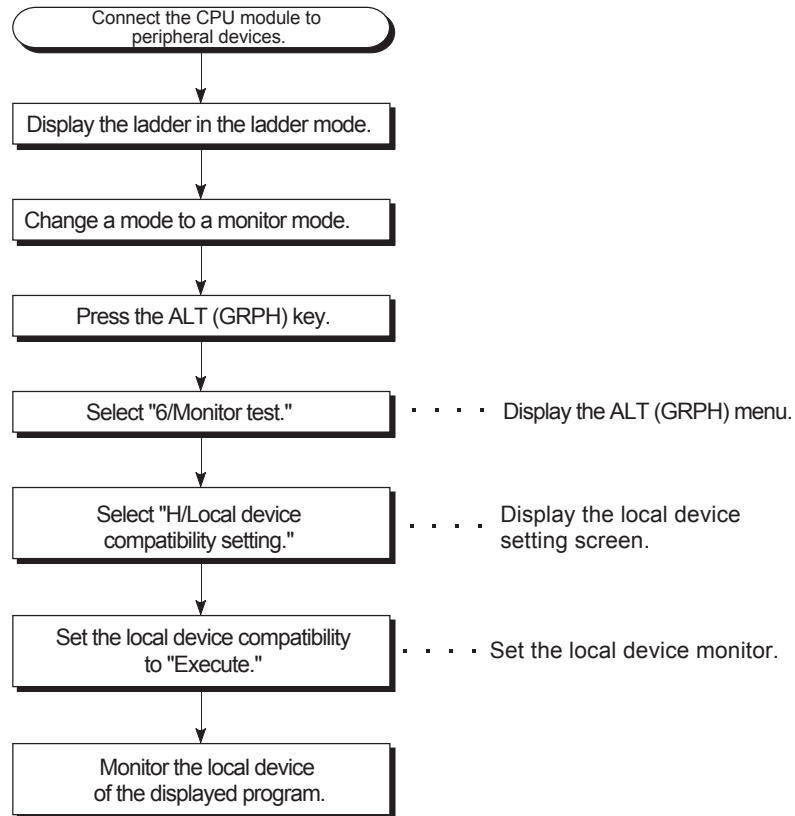 Connect the CPU module to
peripheral devices.
Display the ladder in the ladder mode.
Change a mode to a monitor mode.
Press the ALT (GRPH) key.
Select "6/Monitor test."
Display the ALT (GRPH) menu.
Select "H/Local device
compatibility setting."
Display the local device
setting screen.
Set the local device compatibility
to "Execute."
Set the local device monitor.
Monitor the local device
of the displayed program.